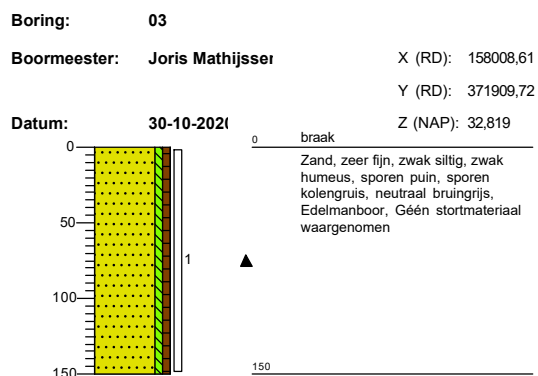 Boring: 03
Boormeester: Joris Mathijsser
X (RD): 158008,61
Y (RD): 371909,72
Datum: 30-10-2020
Z (NAP): 32,819
0
0
braak
Zand, zeer fijn, zwak siltig, zwak
humeus, sporen puin, sporen
kolengruis, neutraal bruingrijs,
Edelmanboor, Géén stortmateriaal
waargenomen
50
1
100
150
150